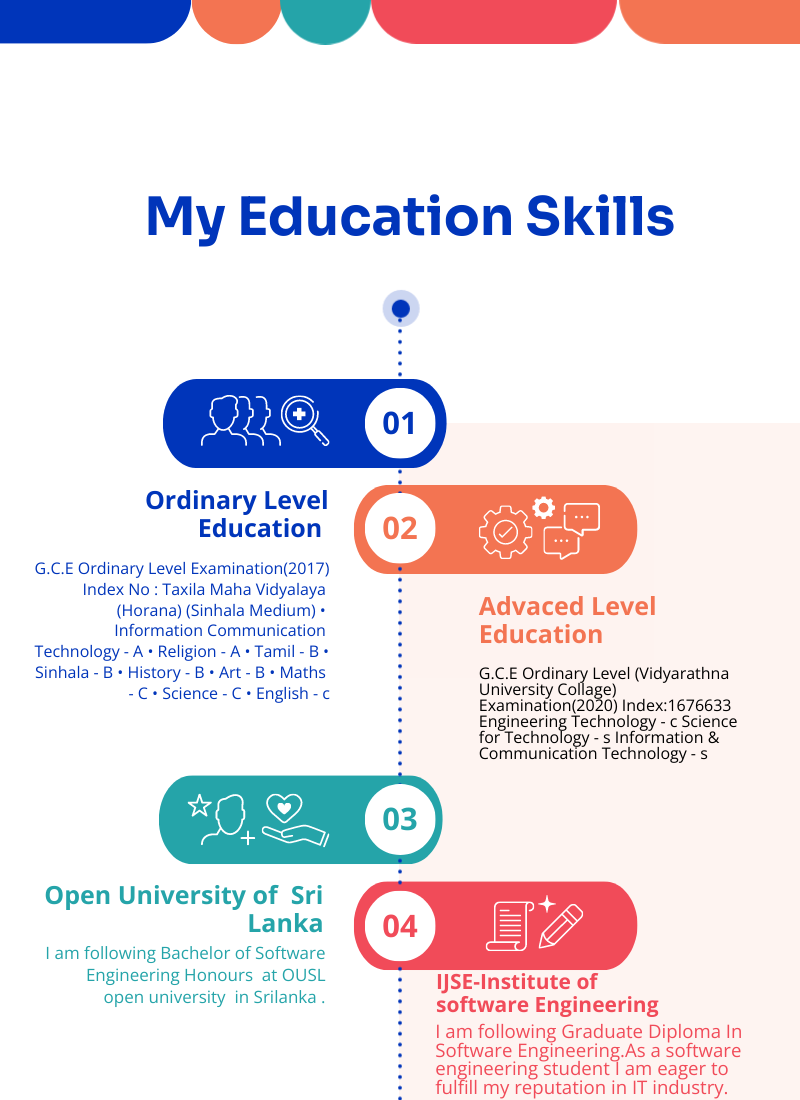 My Education Skills
01
Ordinary Level
Education
G.C.E Ordinary Level Examination(2017)
Index No : Taxila Maha Vidyalaya
(Horana) (Sinhala Medium) •
Information Communication
Technology - A • Religion - A • Tamil - B •
Sinhala - B • History - B • Art - B • Maths
- C • Science - C • English - c
02
Advaced Level
Education
G.C.E Ordinary Level (Vidyarathna
University Collage)
Examination(2020) Index:1676633
Engineering Technology - c Science
for Technology - s Information &
Communication Technology - s
03
Open University of  Sri
Lanka
I am following Bachelor of Software
Engineering Honours  at OUSL
open university  in Srilanka .
04
IJSE-Institute of
software Engineering
I am following Graduate Diploma In
Software Engineering.As a software
engineering student I am eager to
fulfill my reputation in IT industry.